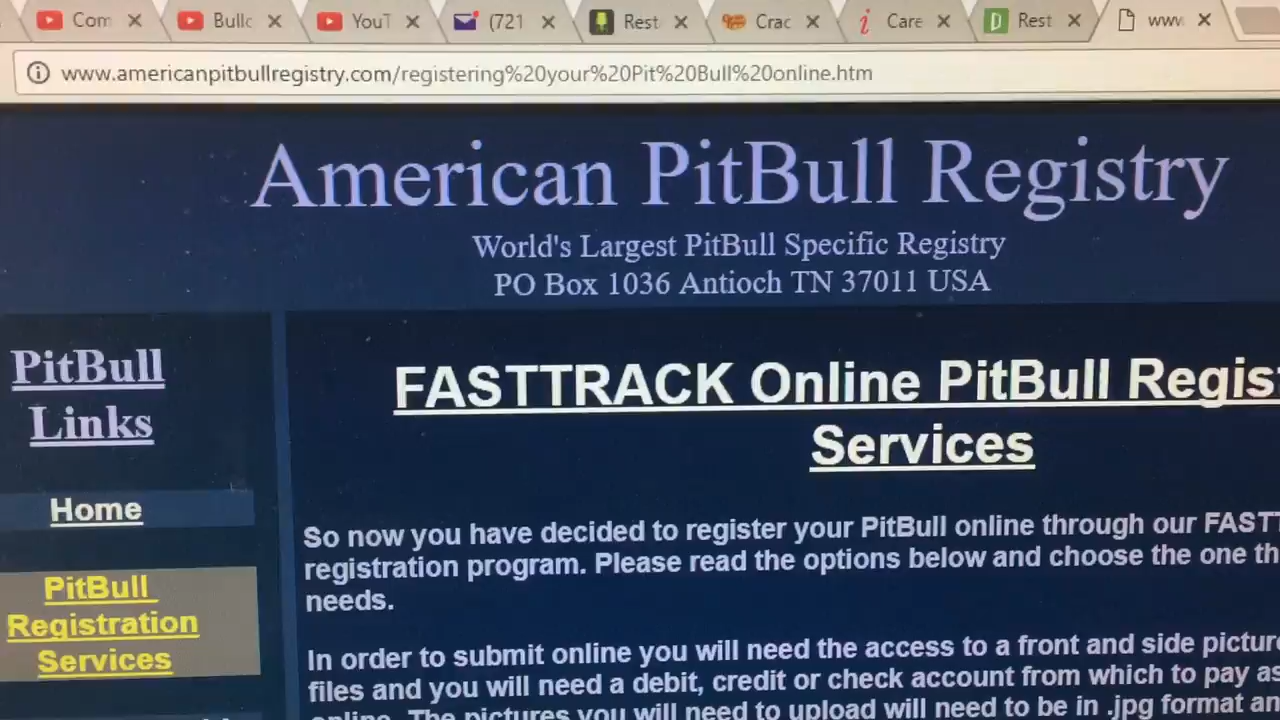 Com
Bullc
YouT
(721
Rest
Crac
Care
Rest
www
www.americanpitbullregistry.com/registering%20your%20Pit%20Bull%20online.htm
American PitBull Registry
World's Largest PitBull Specific Registry
PO Box 1036 Antioch TN 37011 USA
PitBull
Links
Home
PitBull
Registration
Services
FASTTRACK Online PitBull Regis
Services
So now you have decided to register your PitBull online through our FAST
registration program. Please read the options below and choose the one th
needs.
In order to submit online you will need the access to a front and side pictur
files and you will need a debit, credit or check account from which to pay as
online. The pictures you will need to upload will need to be in .jpg format an